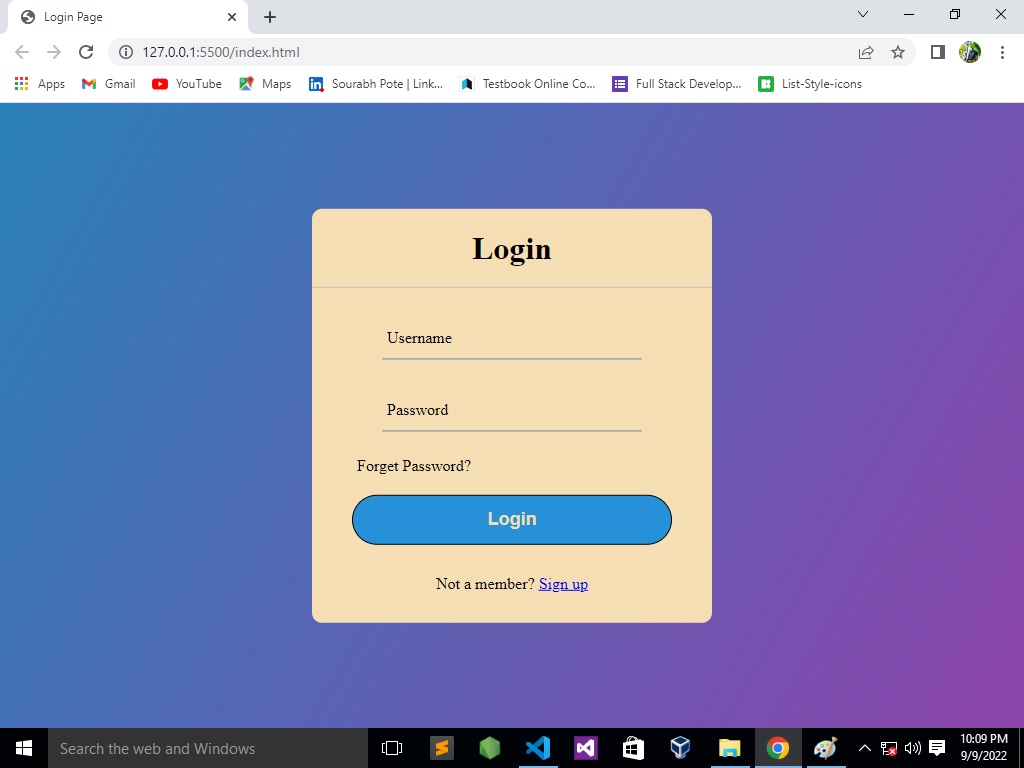 Login Page
127.0.0.1:5500/index.html
Apps Gmail YouTube Maps Sourabh Pote | Link... Testbook Online Co... Full Stack Develop... List-Style-icons
Login
Username
Password
Forget Password?
Login
Not a member? Sign up
Search the web and Windows
10:09 PM
9/9/2022